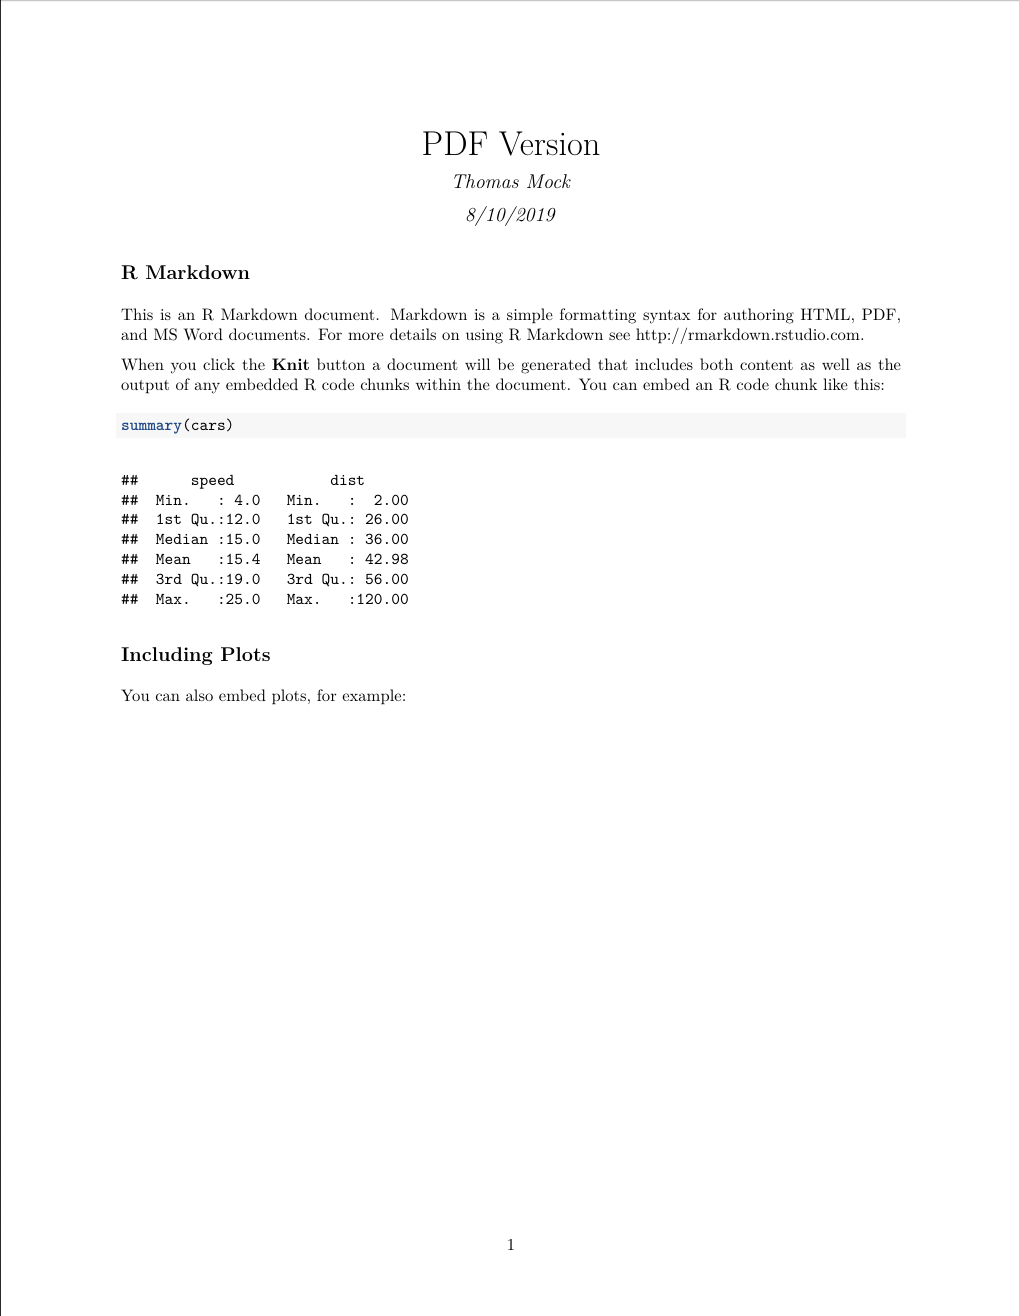 PDF Version
Thomas Mock
8/10/2019
R Markdown
This is an R Markdown document. Markdown is a simple formatting syntax for authoring HTML, PDF,
and MS Word documents. For more details on using R Markdown see http://rmarkdown.rstudio.com.
When you click the Knit button a document will be generated that includes both content as well as the
output of any embedded R code chunks within the document. You can embed an R code chunk like this:
summary(cars)
##      speed           dist
##  Min.   : 4.0   Min.   :  2.00
##  1st Qu.:12.0   1st Qu.: 26.00
##  Median :15.0   Median : 36.00
##  Mean   :15.4   Mean   : 42.98
##  3rd Qu.:19.0   3rd Qu.: 56.00
##  Max.   :25.0   Max.   :120.00
Including Plots
You can also embed plots, for example:
1